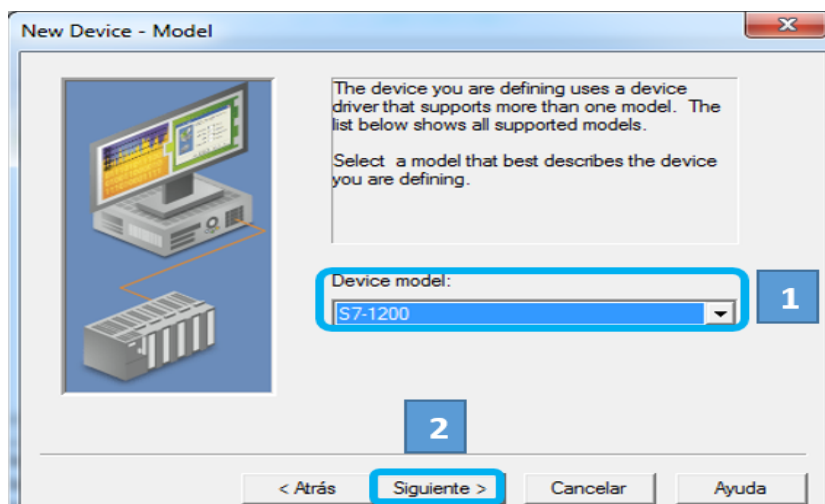 New Device - Model
The device you are defining uses a device
driver that supports more than one model. The
list below shows all supported models.
Select a model that best describes the device
you are defining.
Device model:
S7-1200
1
2
< Atrás
Siguiente >
Cancelar
Ayuda